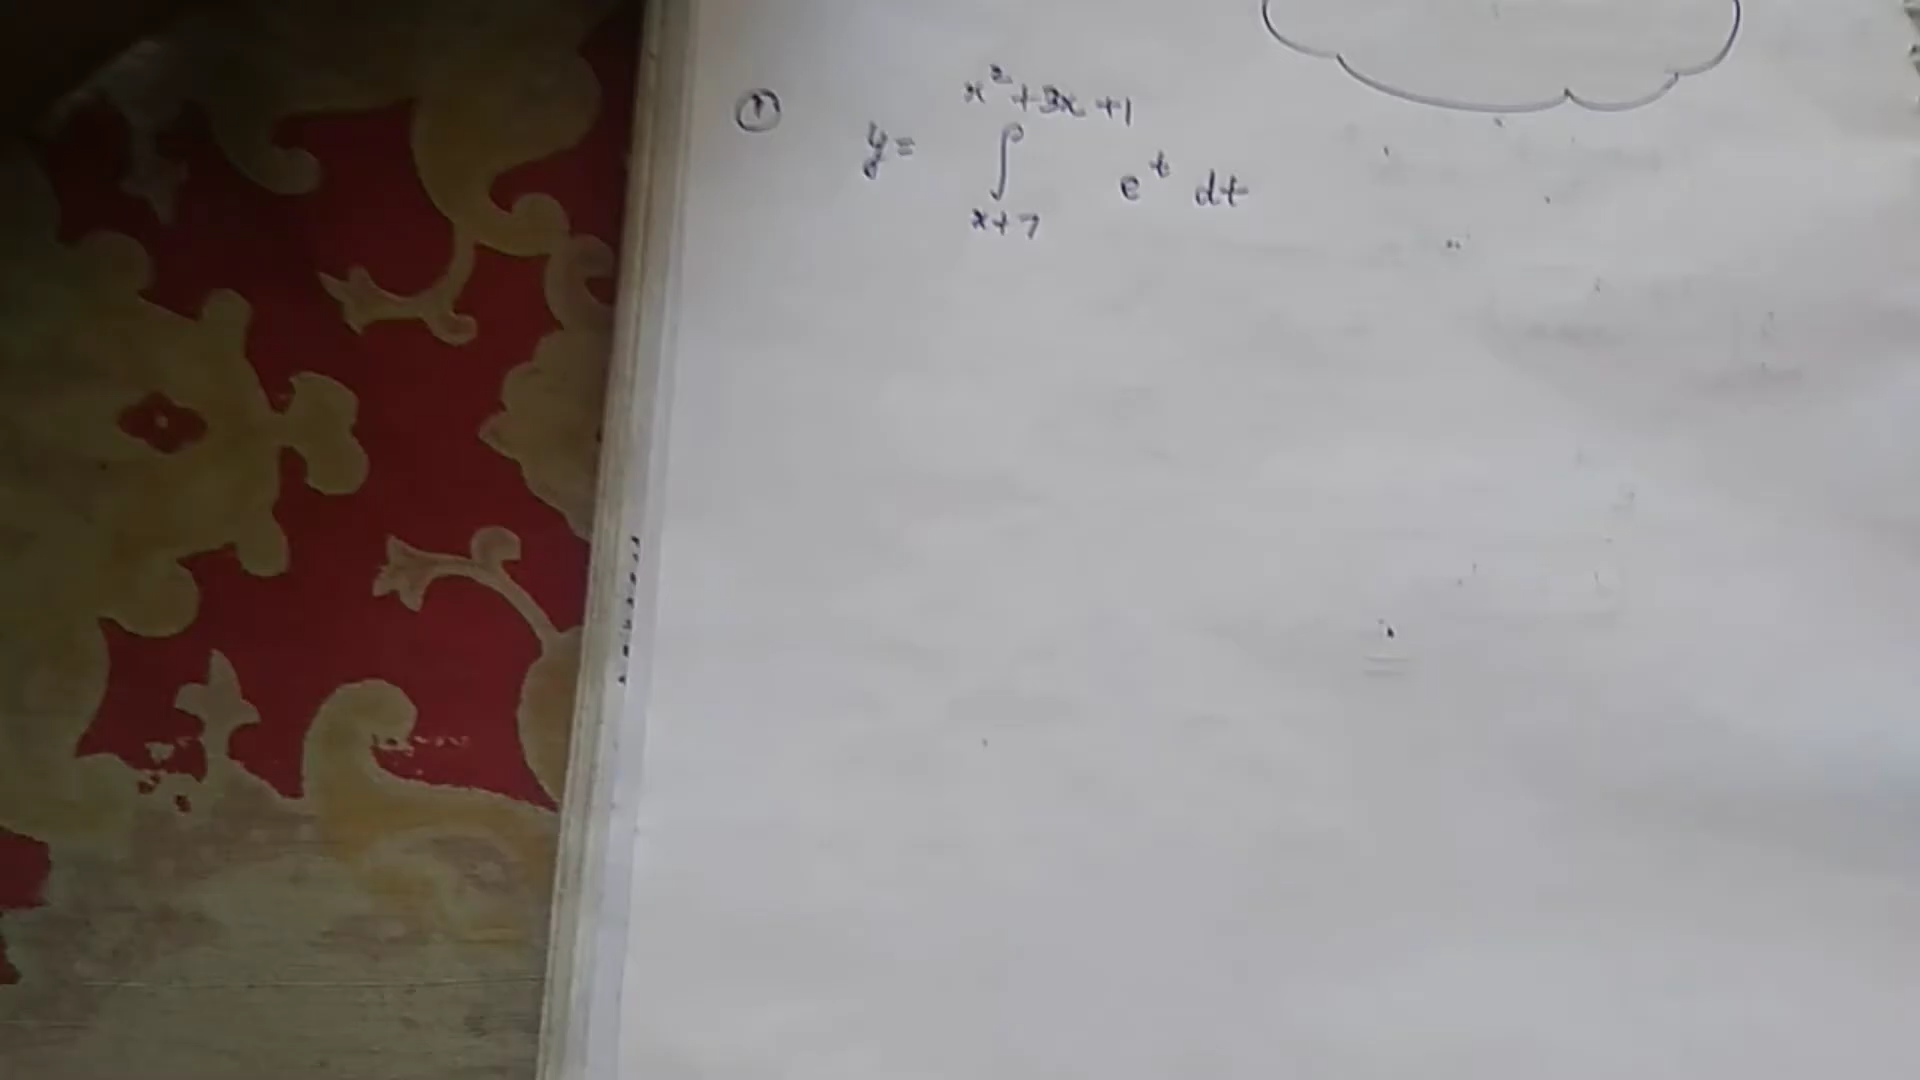 ① y = ∫_{x+7}^{x²+3x+1} e^t dt